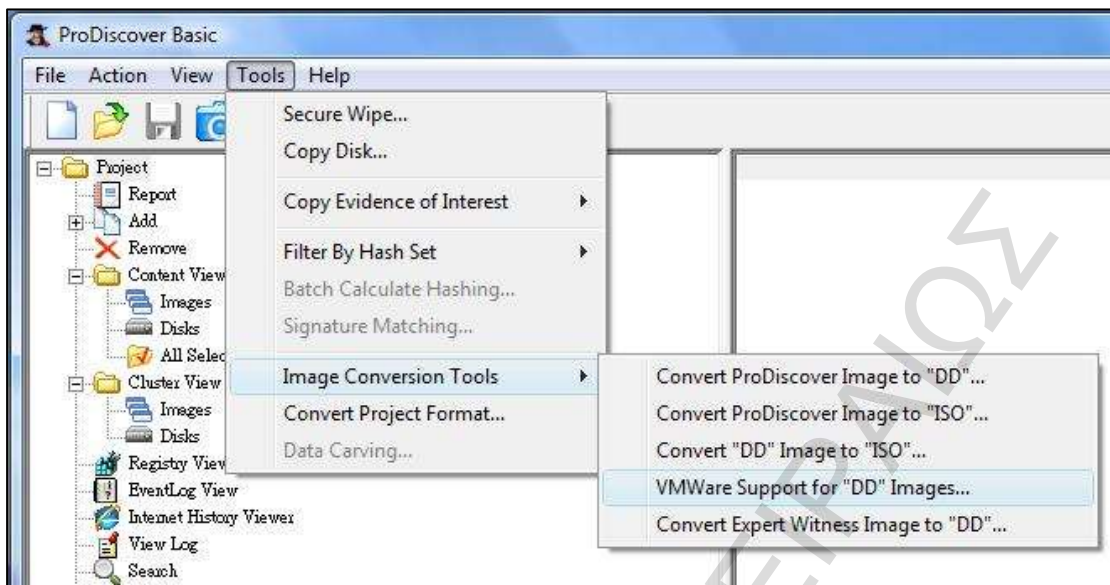 ProDiscover Basic
File Action View Tools Help
Secure Wipe...
Copy Disk...
Copy Evidence of Interest
Filter By Hash Set
Batch Calculate Hashing...
Signature Matching...
Image Conversion Tools
Convert Project Format...
Data Carving...
Convert ProDiscover Image to "DD"...
Convert ProDiscover Image to "ISO"...
Convert "DD" Image to "ISO"...
VMWare Support for "DD" Images...
Convert Expert Witness Image to "DD"...
Project
Report
Add
Remove
Content View
Images
Disks
All Selec
Cluster View
Images
Disks
Registry View
EventLog View
Internet History Viewer
View Log
Search
ΕΙΡΑΙΩΣ